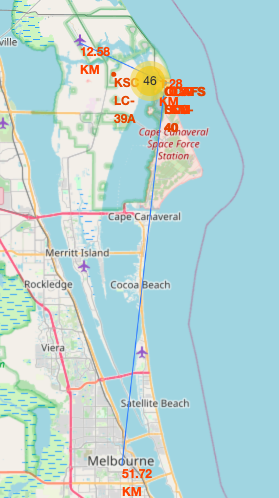 ville
12.58
KM
KSC
LC-
39A
46
28
KM
40
Cape Canaveral
Space Force
Station
Cape Canaveral
Merritt Island
Rockledge
Cocoa Beach
Viera
Satellite Beach
n
Melbourne
51.72
KM